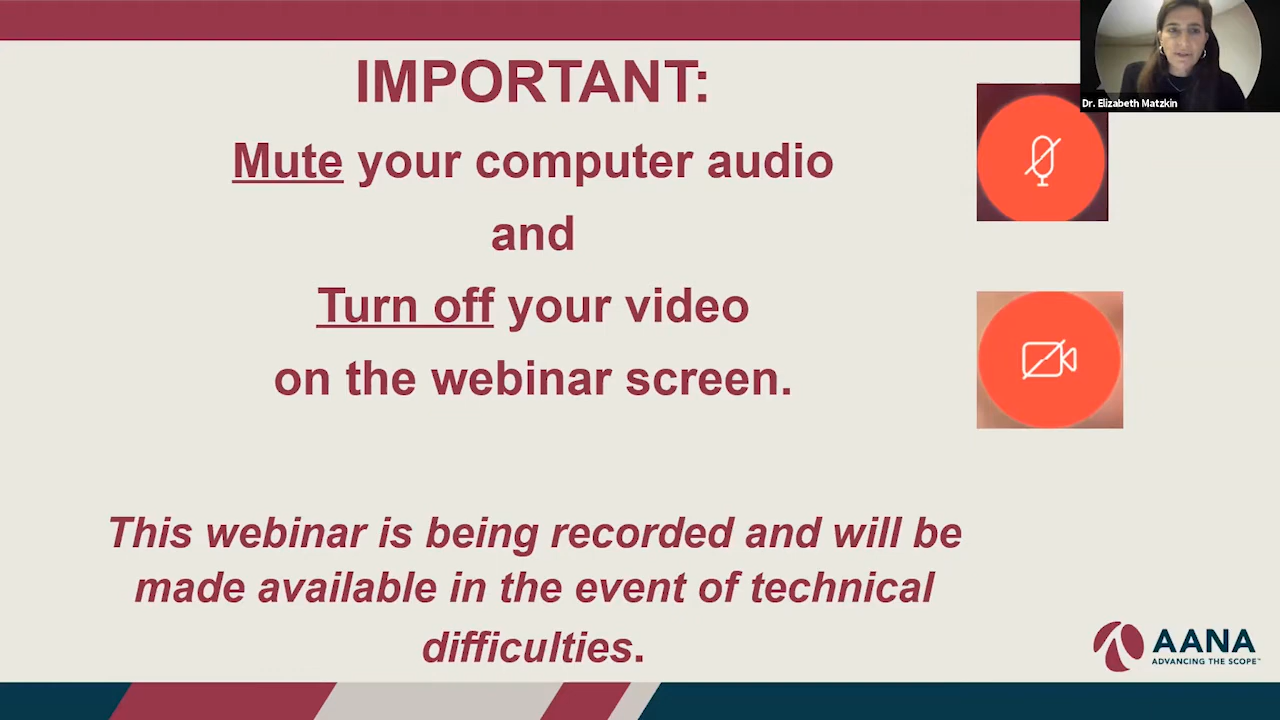 IMPORTANT:
Dr. Elizabeth Matzkin
Mute your computer audio
and
Turn off your video
on the webinar screen.
This webinar is being recorded and will be
made available in the event of technical
difficulties.
AANA
ADVANCING THE SCOPE™